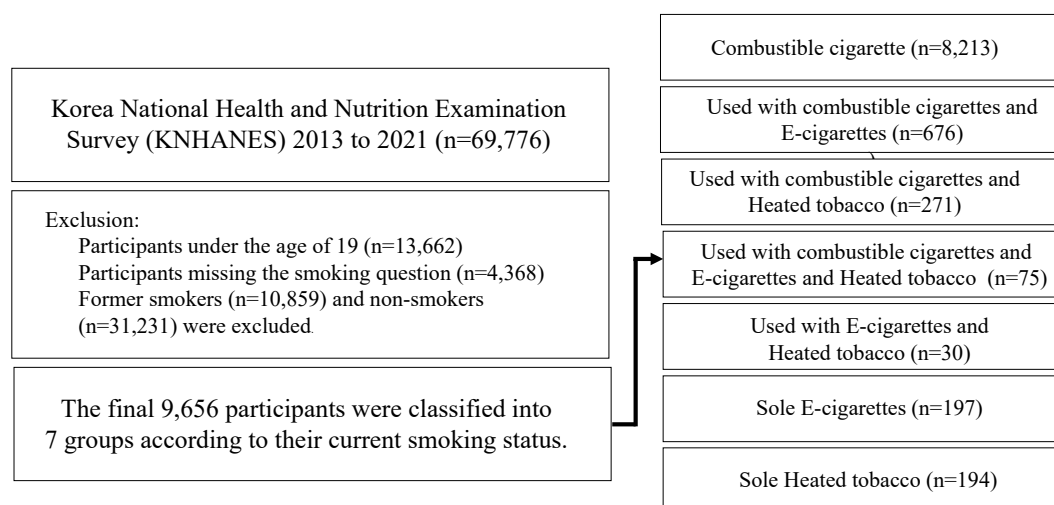 Korea National Health and Nutrition Examination
Survey (KNHANES) 2013 to 2021 (n=69,776)
Exclusion:
Participants under the age of 19 (n=13,662)
Participants missing the smoking question (n=4,368)
Former smokers (n=10,859) and non-smokers
(n=31,231) were excluded.
The final 9,656 participants were classified into
7 groups according to their current smoking status.
Combustible cigarette (n=8,213)
Used with combustible cigarettes and
E-cigarettes (n=676)
Used with combustible cigarettes and
Heated tobacco (n=271)
Used with combustible cigarettes and
E-cigarettes and Heated tobacco (n=75)
Used with E-cigarettes and
Heated tobacco (n=30)
Sole E-cigarettes (n=197)
Sole Heated tobacco (n=194)